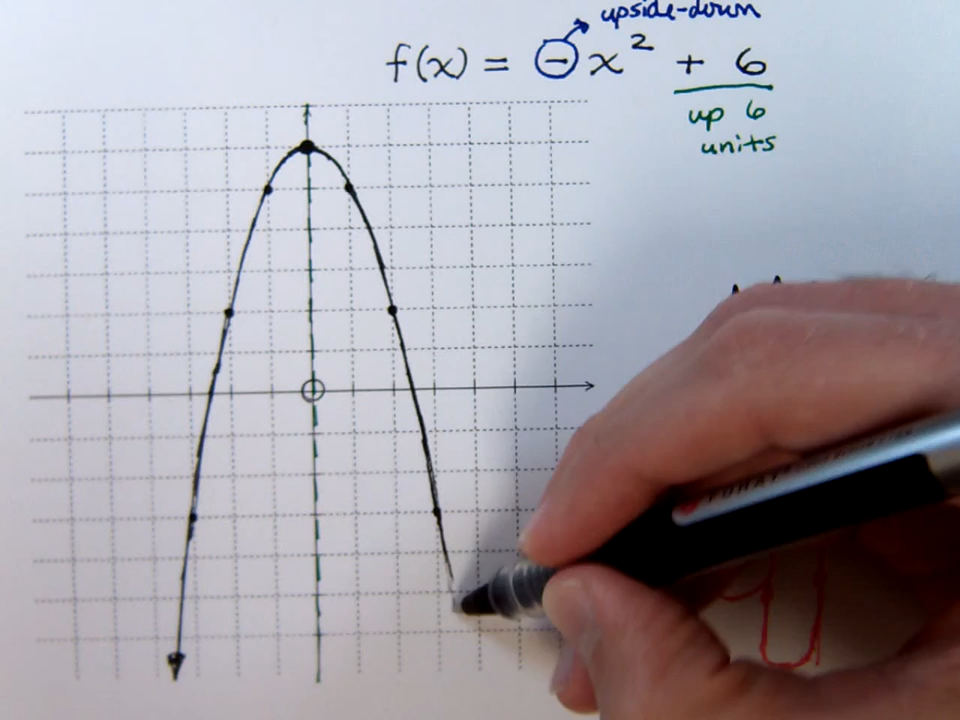 upside-down
f(x) = -x² + 6
up 6
units